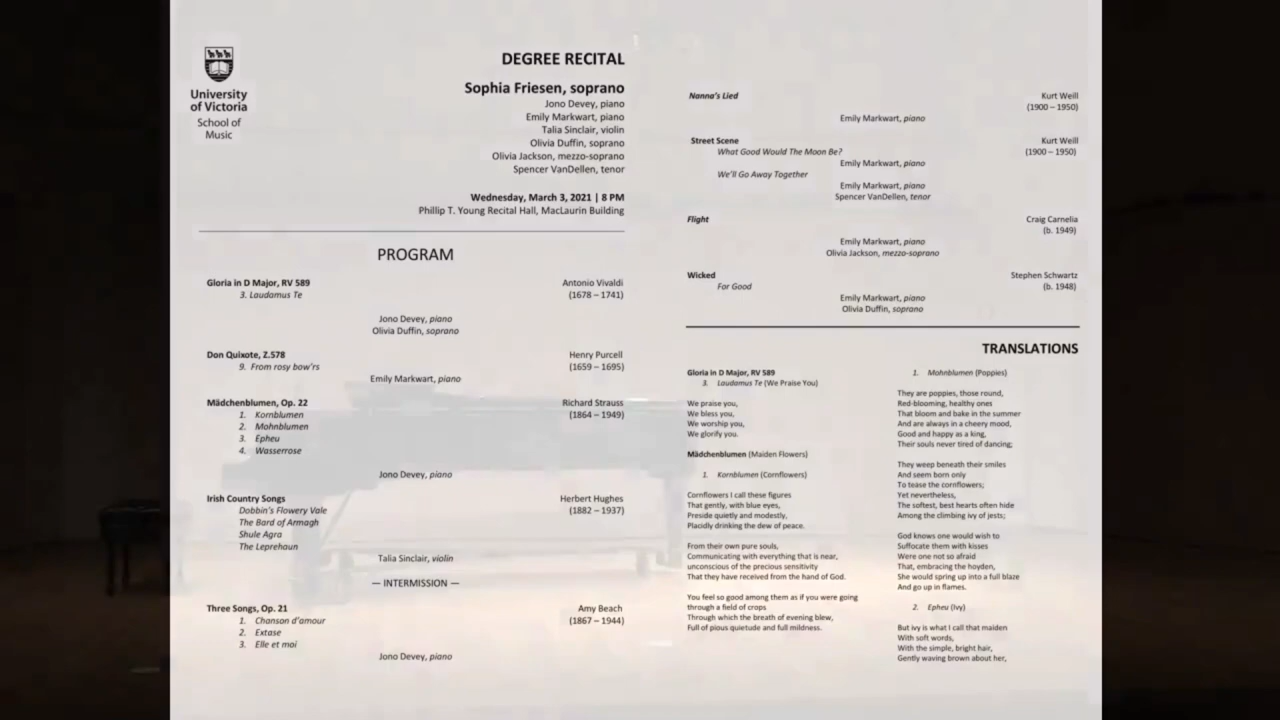 University
of Victoria
School of
Music
DEGREE RECITAL
Sophia Friesen, soprano
Jono Devey, piano
Emily Markwart, piano
Talia Sinclair, violin
Olivia Duffin, soprano
Olivia Jackson, mezzo-soprano
Spencer VanDellen, tenor
Wednesday, March 3, 2021 | 8 PM
Phillip T. Young Recital Hall, MacLaurin Building
PROGRAM
Gloria in D Major, RV 589 Antonio Vivaldi
3. Laudamus Te (1678 – 1741)
Jono Devey, piano
Olivia Duffin, soprano
Don Quixote, Z.578 Henry Purcell
9. From rosy bow'rs (1659 – 1695)
Emily Markwart, piano
Mädchenblumen, Op. 22 Richard Strauss
1. Kornblumen (1864 – 1949)
2. Mohnblumen
3. Epheu
4. Wasserrose
Jono Devey, piano
Irish Country Songs Herbert Hughes
Dobbin's Flowery Vale (1882 – 1937)
The Bard of Armagh
Shule Agra
The Leprehaun
Talia Sinclair, violin
— INTERMISSION —
Three Songs, Op. 21 Amy Beach
1. Chanson d'amour (1867 – 1944)
2. Extase
3. Elle et moi
Jono Devey, piano
Nanna's Lied Kurt Weill
(1900 – 1950)
Emily Markwart, piano
Street Scene Kurt Weill
What Good Would The Moon Be? (1900 – 1950)
Emily Markwart, piano
We'll Go Away Together
Emily Markwart, piano
Spencer VanDellen, tenor
Flight Craig Carnelia
(b. 1949)
Emily Markwart, piano
Olivia Jackson, mezzo-soprano
Wicked Stephen Schwartz
For Good (b. 1948)
Emily Markwart, piano
Olivia Duffin, soprano
TRANSLATIONS
Gloria in D Major, RV 589
3. Laudamus Te (We Praise You)
We praise you,
We bless you,
We worship you,
We glorify you.
Mädchenblumen (Maiden Flowers)
1. Kornblumen (Cornflowers)
Cornflowers I call these figures
That gently, with blue eyes,
Preside quietly and modestly,
Placidly drinking the dew of peace.
From their own pure souls,
Communicating with everything that is near,
unconscious of the precious sensitivity
That they have received from the hand of God.
You feel so good among them as if you were going
through a field of crops
Through which the breath of evening blew,
Full of pious quietude and full mildness.
1. Mohnblumen (Poppies)
They are poppies, those round,
Red-blooming, healthy ones
That bloom and bake in the summer
And are always in a cheery mood,
Good and happy as a king,
Their souls never tired of dancing;
They weep beneath their smiles
And seem born only
To tease the cornflowers;
Yet nevertheless,
The softest, best hearts often hide
Among the climbing ivy of jests;
God knows one would wish to
Suffocate them with kisses
Were one not so afraid
That, embracing the hoyden,
She would spring up into a full blaze
And go up in flames.
2. Epheu (Ivy)
But ivy is what I call that maiden
With soft words,
With the simple, bright hair,
Gently waving brown about her,